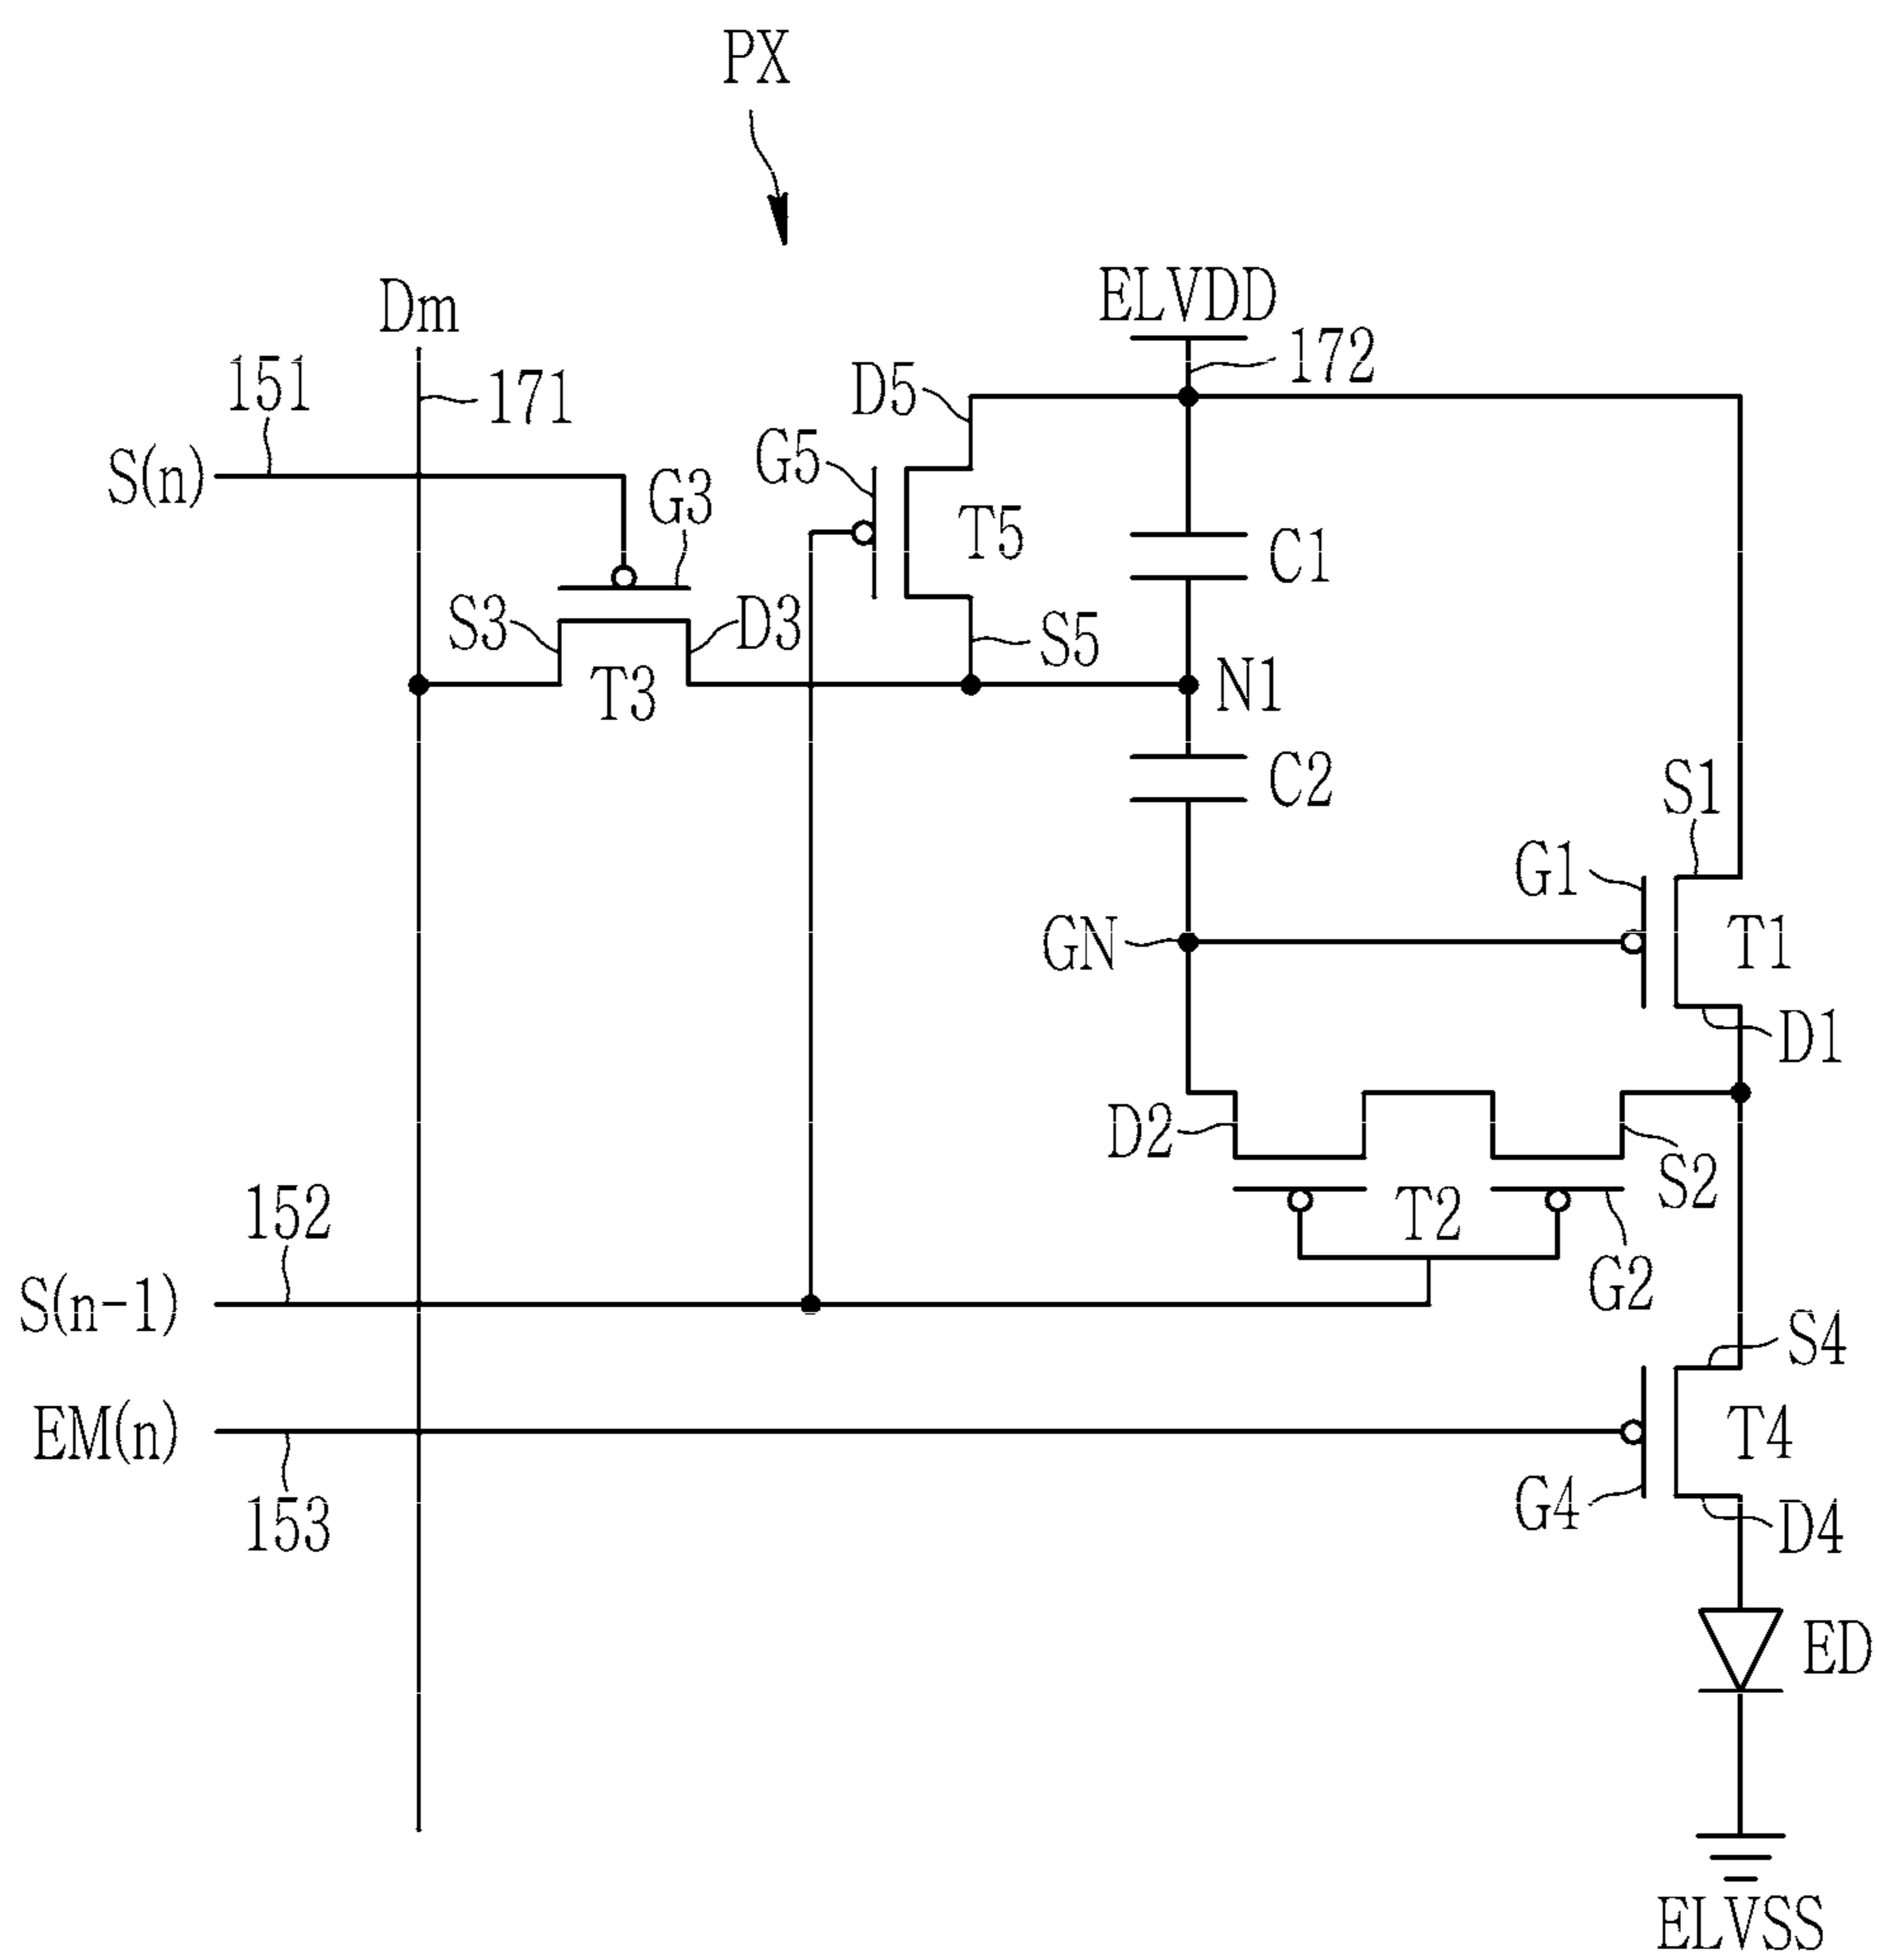 PX
ELVDD
Dm
172
151
171
D5
S(n)
G5
G3
T5
C1
S3
D3
S5
T3
N1
C2
S1
G1
GN
T1
D1
D2
S2
152
T2
G2
S(n-1)
S4
EM(n)
T4
153
G4
D4
ED
ELVSS